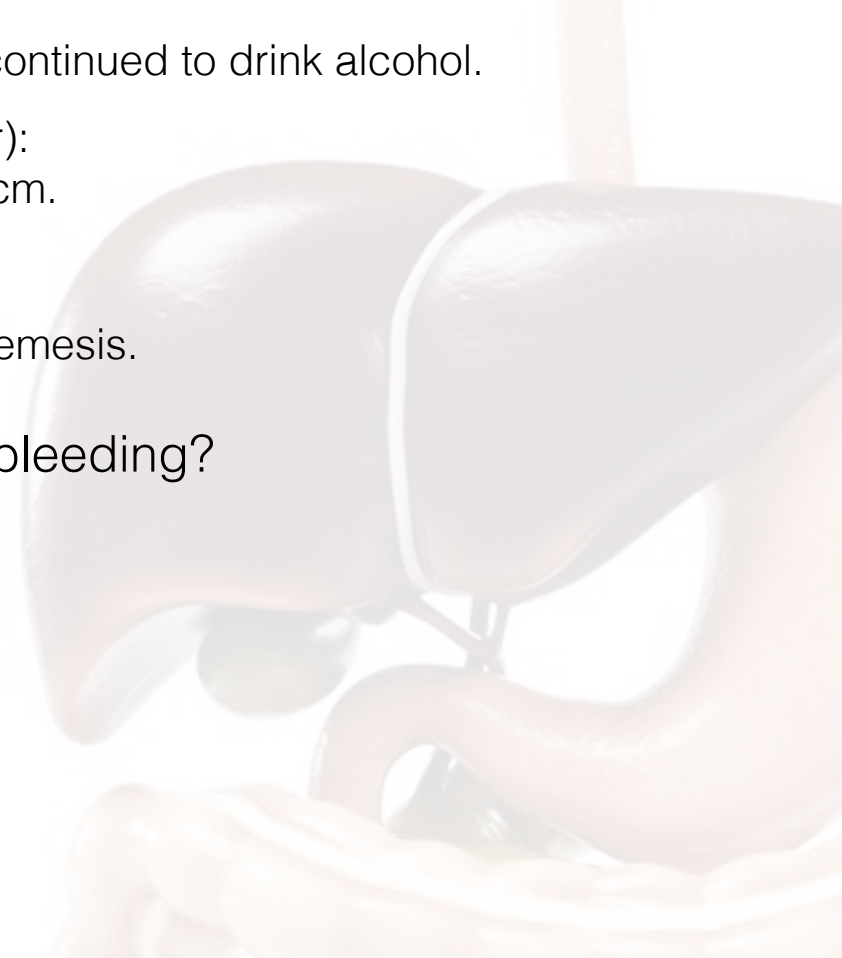 continued to drink alcohol.
):
cm.
emesis.
bleeding?